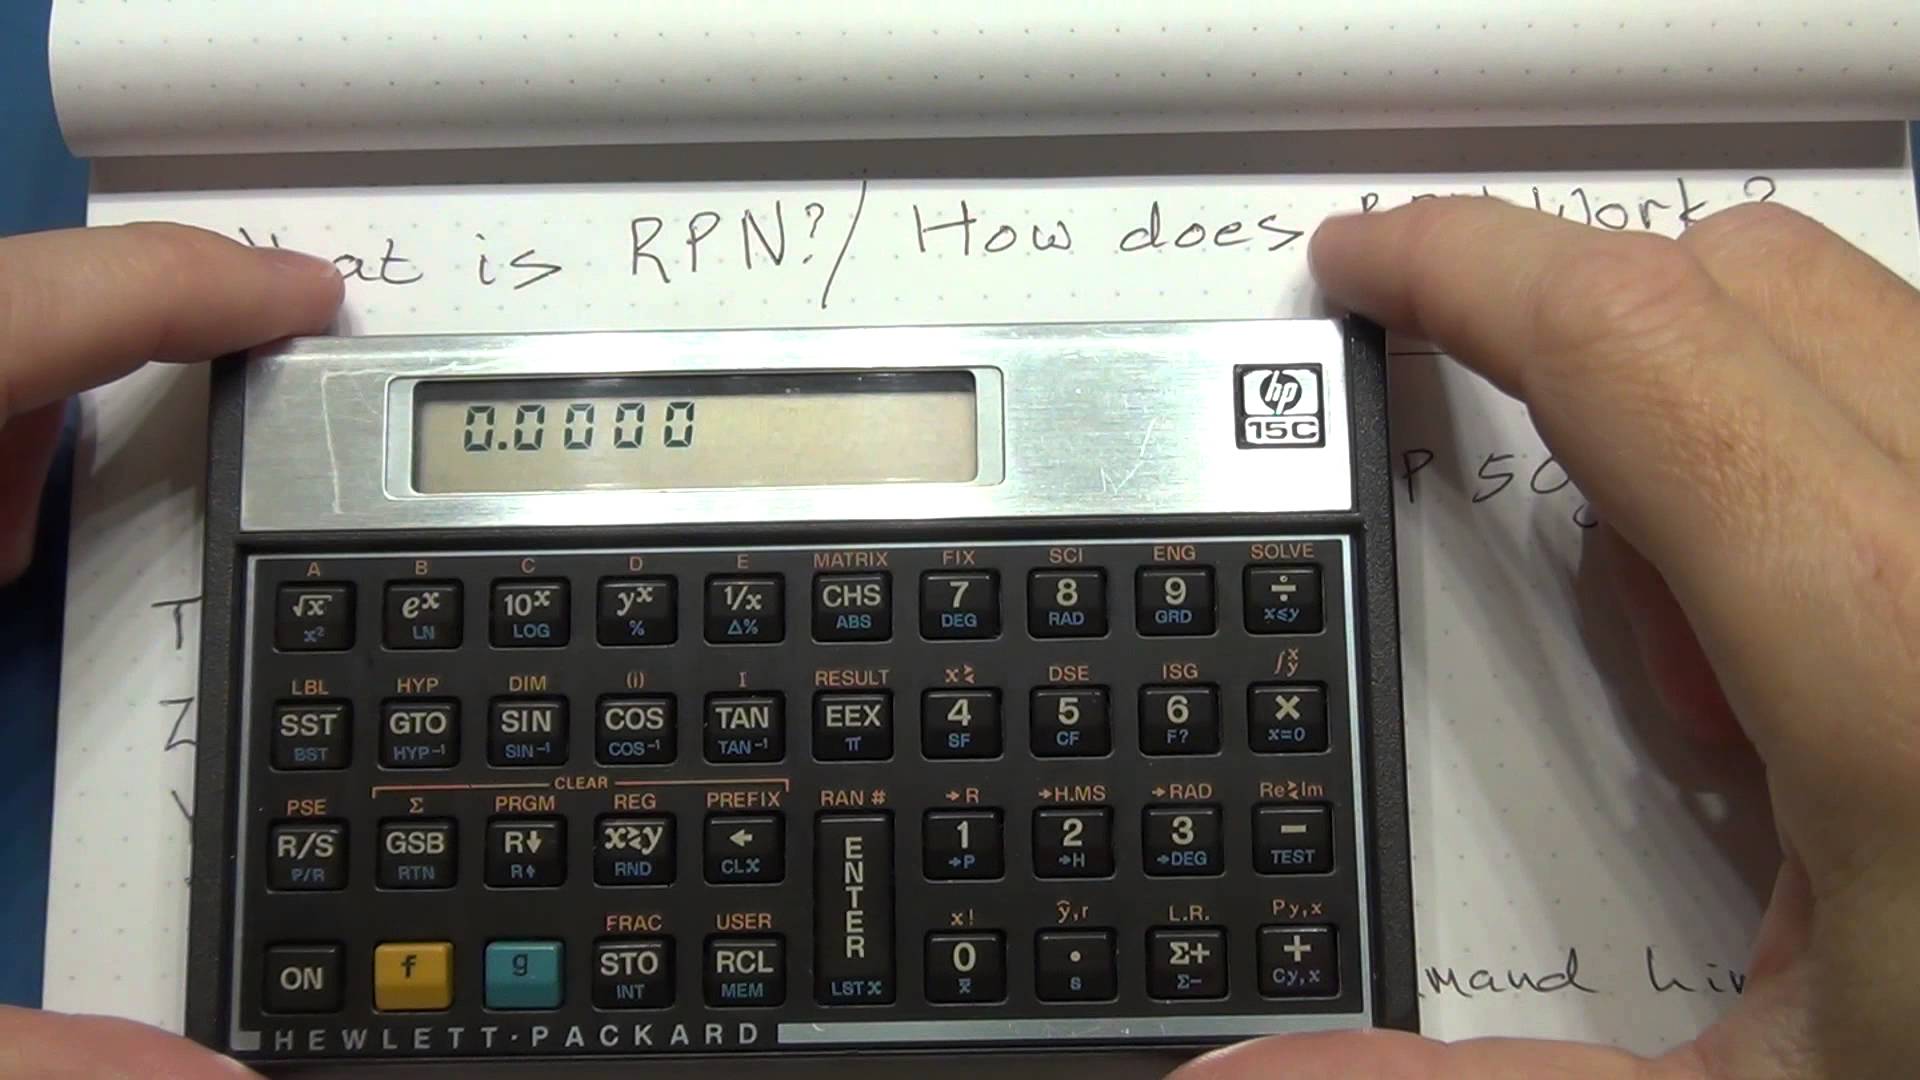 at is RPN?/ How does Work?
0.0000
hp
15C
P 50g
A B C D E MATRIX FIX SCI ENG SOLVE
√x eˣ 10ˣ yˣ 1/x CHS 7 8 9 ÷
x² LN LOG % Δ% ABS DEG RAD GRD x≤y
T
LBL HYP DIM (i) I RESULT x≷ DSE ISG ∫xy
SST GTO SIN COS TAN EEX 4 5 6 ×
BST HYP⁻¹ SIN⁻¹ COS⁻¹ TAN⁻¹ π SF CF F? x=0
Z
CLEAR
PSE Σ PRGM REG PREFIX RAN # →R →H.MS →RAD Re≷Im
R/S GSB R↓ x≷y ← ENTER 1 2 3 −
P/R RTN R↑ RND CLx →P →H →DEG TEST
Y
FRAC USER x! ŷ,r L.R. Py,x
ON f g STO RCL 0 · Σ+ +
INT MEM LSTx x̄ s Σ− Cy,x
HEWLETT·PACKARD
mand